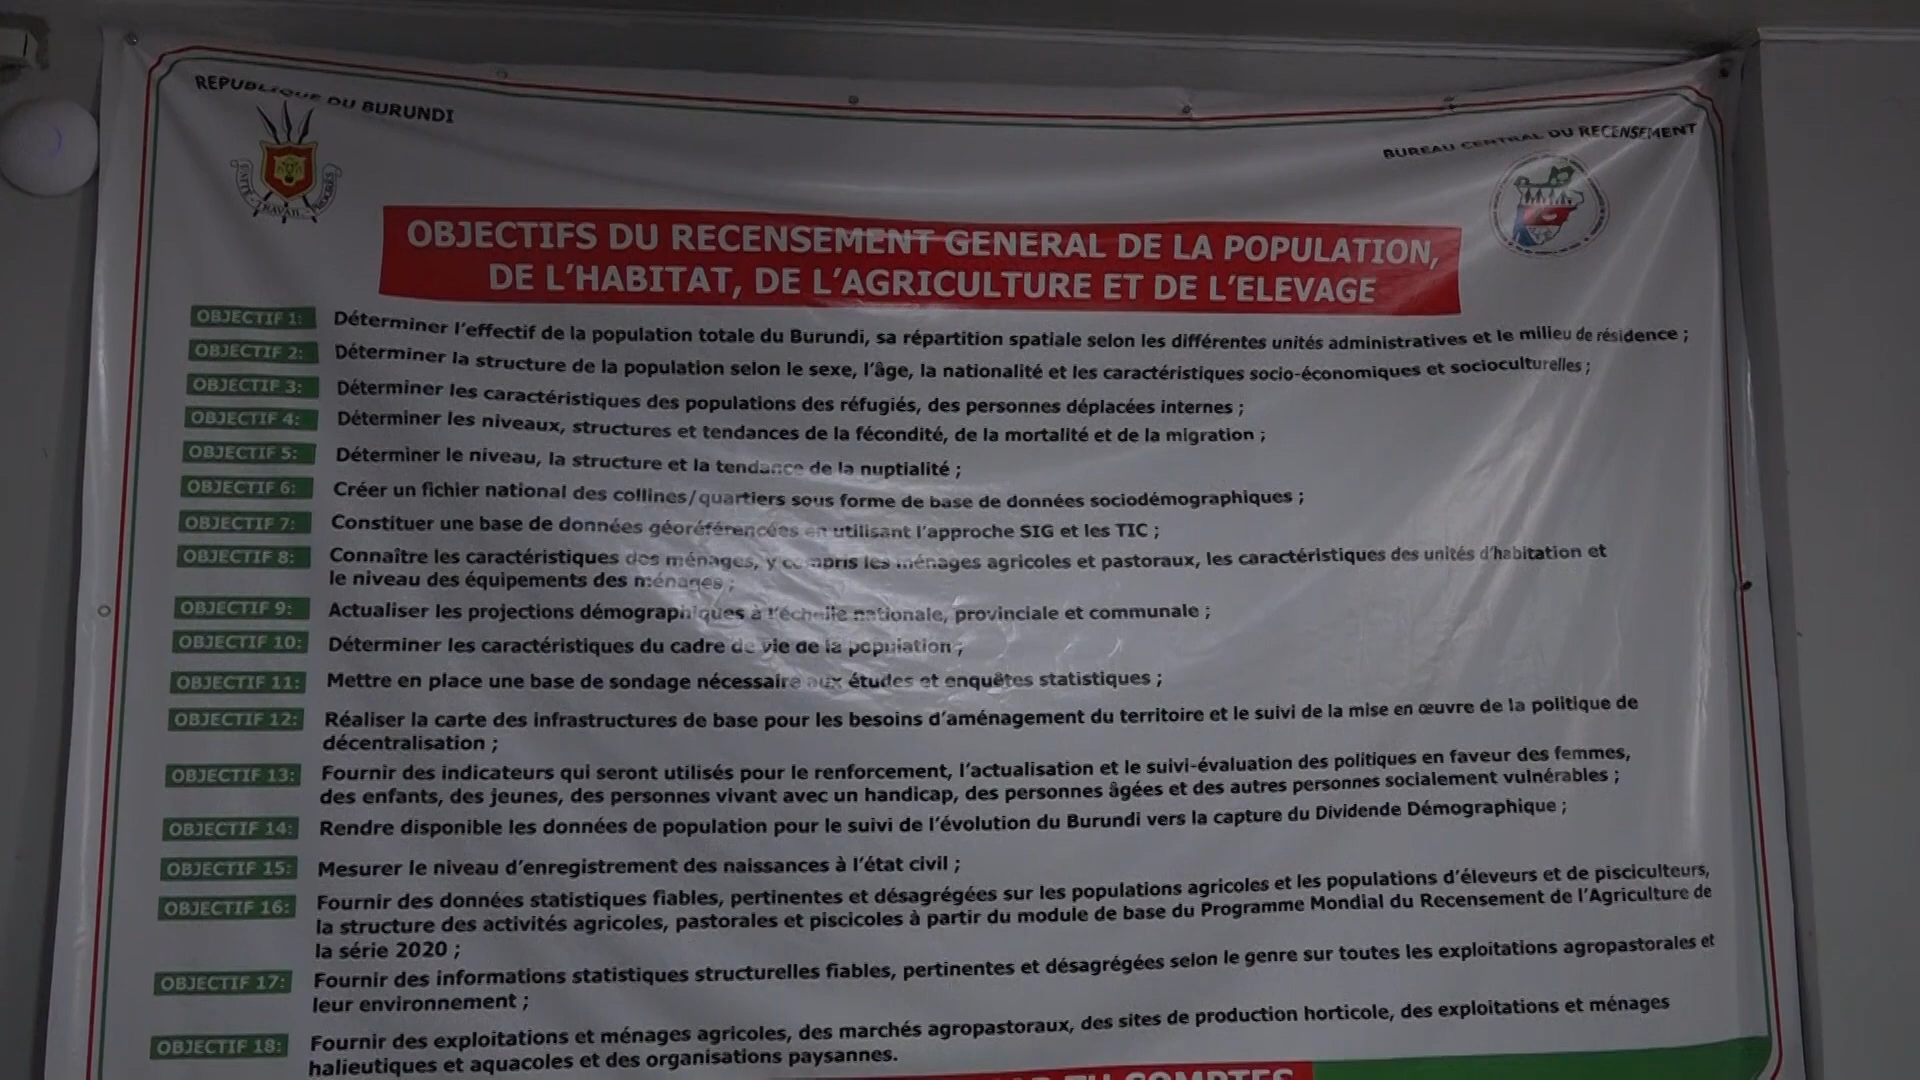 REPUBLIQUE DU BURUNDI
BUREAU CENTRAL DU RECENSEMENT
TRAVAIL
OBJECTIFS DU RECENSEMENT GENERAL DE LA POPULATION,
DE L'HABITAT, DE L'AGRICULTURE ET DE L'ELEVAGE
OBJECTIF 1: Déterminer l'effectif de la population totale du Burundi, sa répartition spatiale selon les différentes unités administratives et le milieu de résidence ;
OBJECTIF 2: Déterminer la structure de la population selon le sexe, l'âge, la nationalité et les caractéristiques socio-économiques et socioculturelles ;
OBJECTIF 3: Déterminer les caractéristiques des populations des réfugiés, des personnes déplacées internes ;
OBJECTIF 4: Déterminer les niveaux, structures et tendances de la fécondité, de la mortalité et de la migration ;
OBJECTIF 5: Déterminer le niveau, la structure et la tendance de la nuptialité ;
OBJECTIF 6: Créer un fichier national des collines/quartiers sous forme de base de données sociodémographiques ;
OBJECTIF 7: Constituer une base de données géoréférencées en utilisant l'approche SIG et les TIC ;
OBJECTIF 8: Connaître les caractéristiques des ménages, y compris les ménages agricoles et pastoraux, les caractéristiques des unités d'habitation et
le niveau des équipements des ménages ;
OBJECTIF 9: Actualiser les projections démographiques à l'échelle nationale, provinciale et communale ;
OBJECTIF 10: Déterminer les caractéristiques du cadre de vie de la population ;
OBJECTIF 11: Mettre en place une base de sondage nécessaire aux études et enquêtes statistiques ;
OBJECTIF 12: Réaliser la carte des infrastructures de base pour les besoins d'aménagement du territoire et le suivi de la mise en œuvre de la politique de
décentralisation ;
OBJECTIF 13: Fournir des indicateurs qui seront utilisés pour le renforcement, l'actualisation et le suivi-évaluation des politiques en faveur des femmes,
des enfants, des jeunes, des personnes vivant avec un handicap, des personnes âgées et des autres personnes socialement vulnérables ;
OBJECTIF 14: Rendre disponible les données de population pour le suivi de l'évolution du Burundi vers la capture du Dividende Démographique ;
OBJECTIF 15: Mesurer le niveau d'enregistrement des naissances à l'état civil ;
OBJECTIF 16: Fournir des données statistiques fiables, pertinentes et désagrégées sur les populations agricoles et les populations d'éleveurs et de pisciculteurs,
la structure des activités agricoles, pastorales et piscicoles à partir du module de base du Programme Mondial du Recensement de l'Agriculture de
la série 2020 ;
OBJECTIF 17: Fournir des informations statistiques structurelles fiables, pertinentes et désagrégées selon le genre sur toutes les exploitations agropastorales et
leur environnement ;
OBJECTIF 18: Fournir des exploitations et ménages agricoles, des marchés agropastoraux, des sites de production horticole, des exploitations et ménages
halieutiques et aquacoles et des organisations paysannes.
TU COMPTES